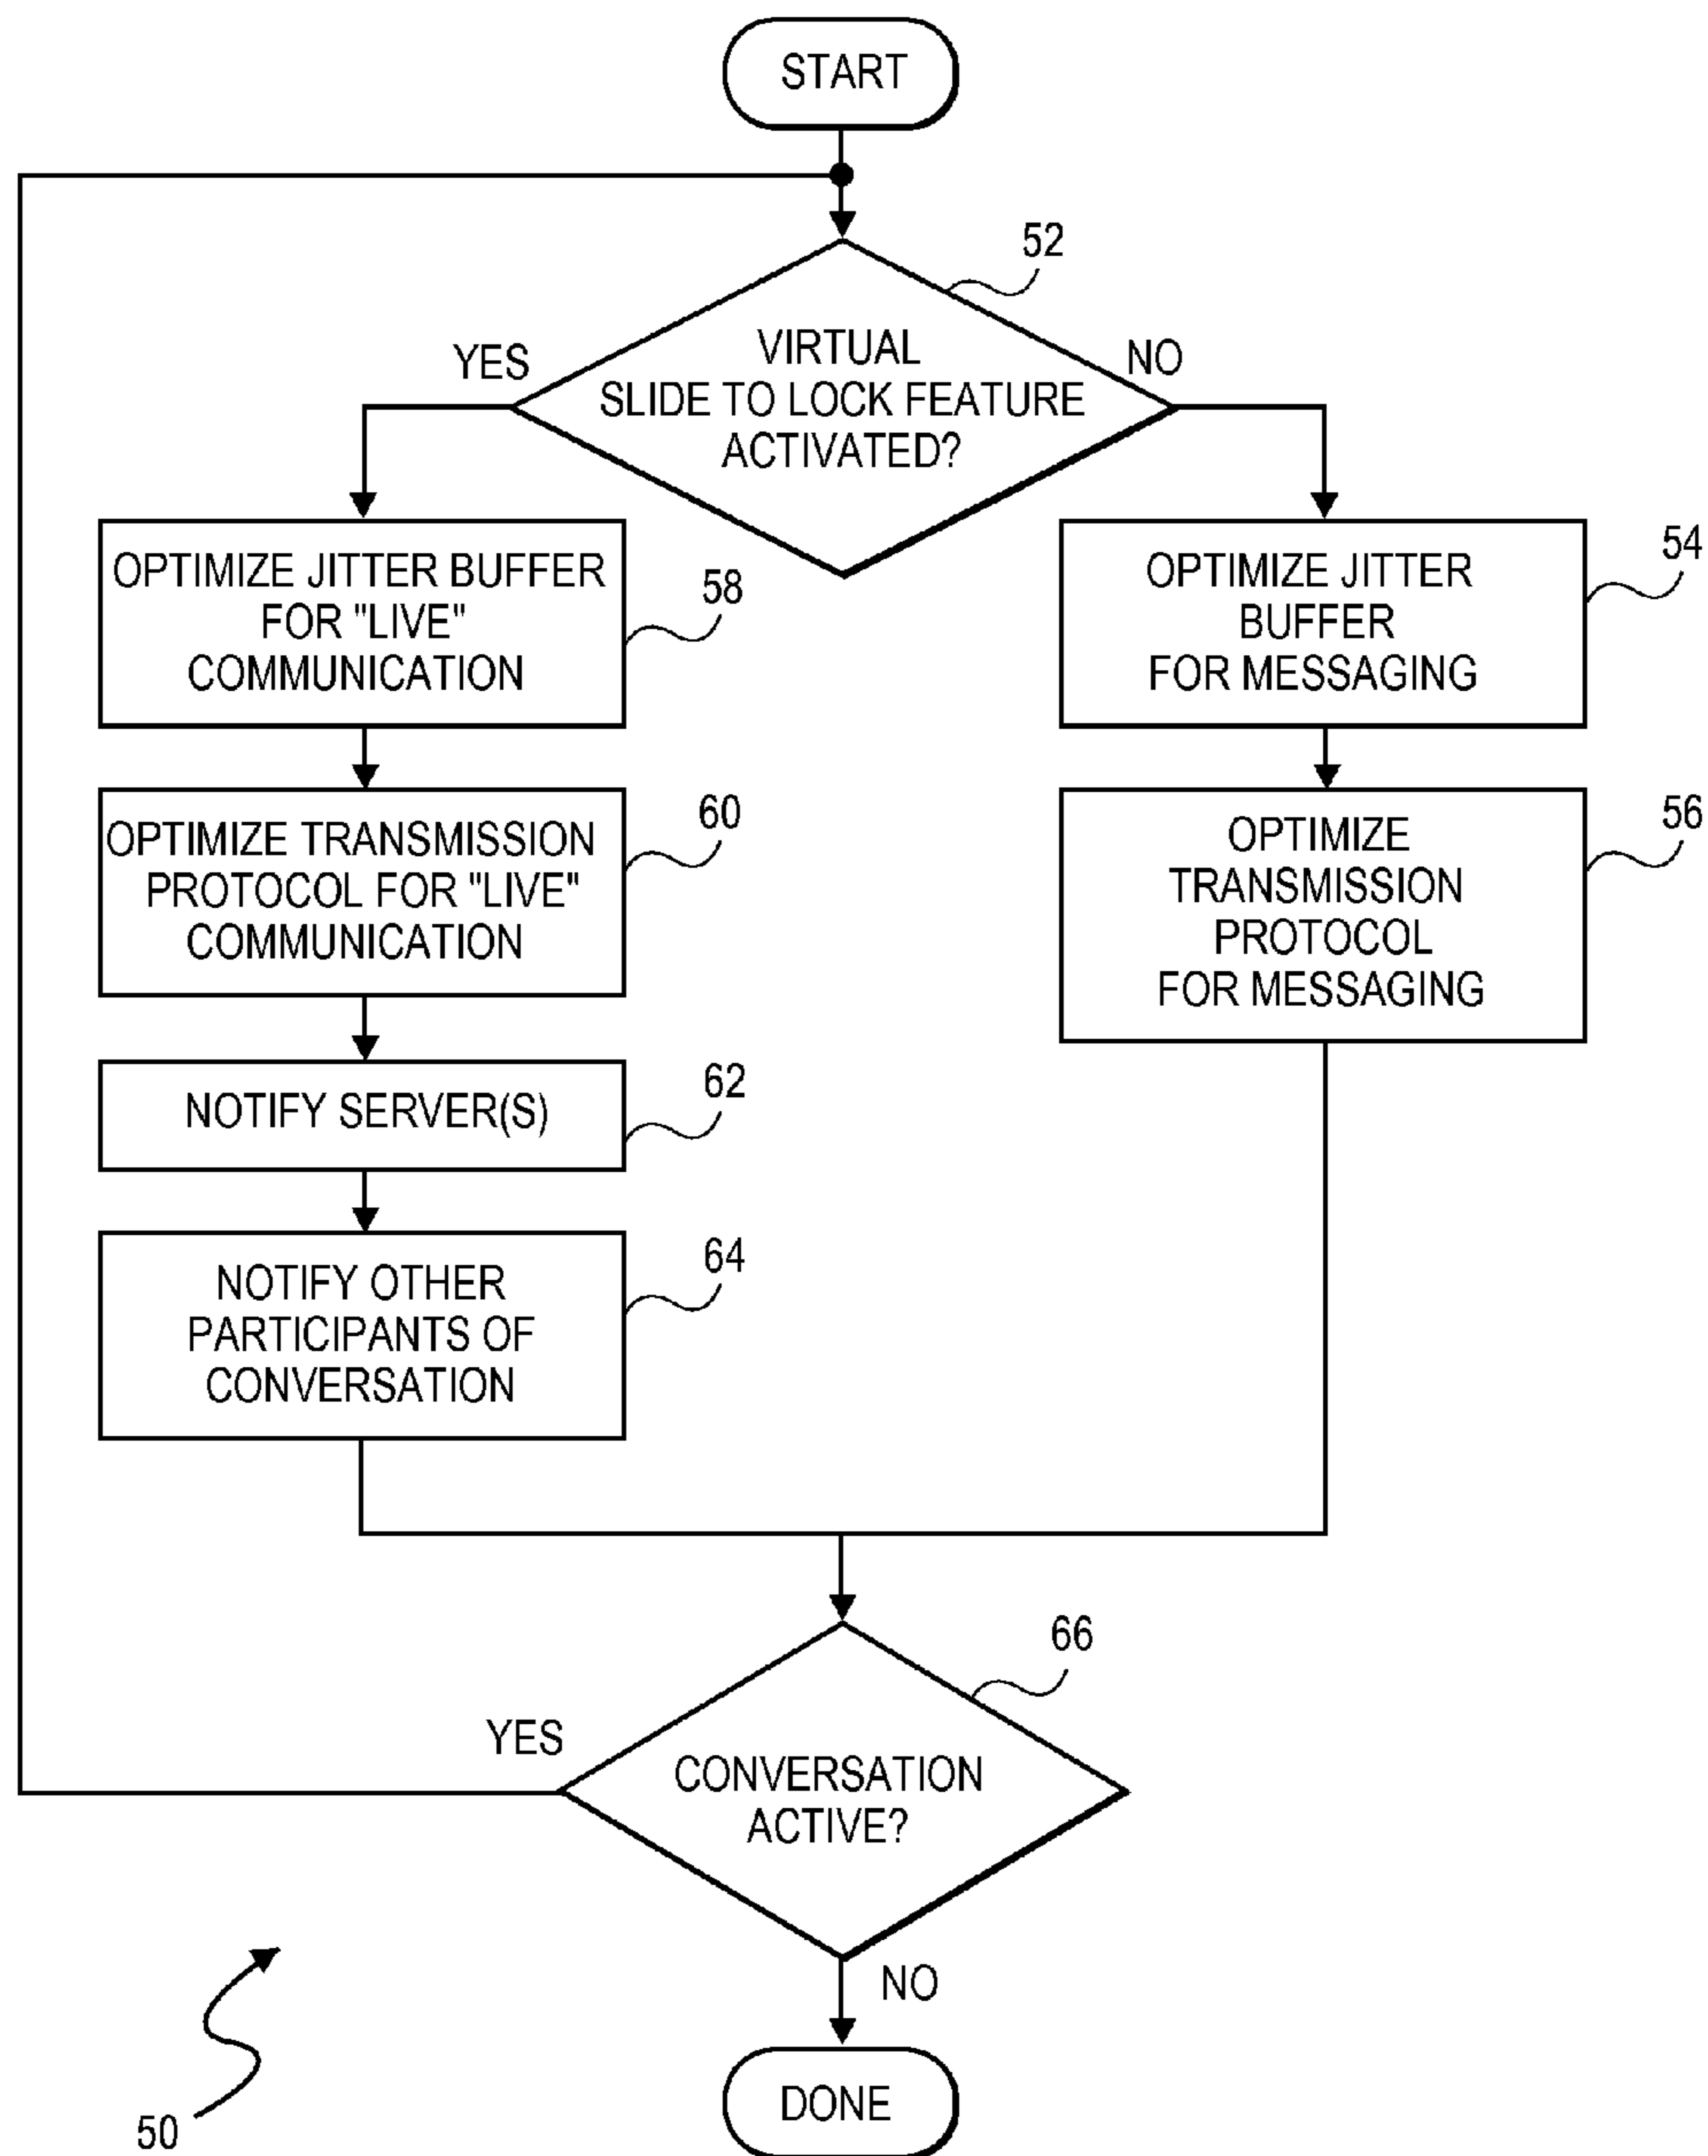 START
52
YES
VIRTUAL
SLIDE TO LOCK FEATURE
ACTIVATED?
NO
OPTIMIZE JITTER BUFFER
FOR "LIVE"
COMMUNICATION
58
OPTIMIZE JITTER
BUFFER
FOR MESSAGING
54
OPTIMIZE TRANSMISSION
PROTOCOL FOR "LIVE"
COMMUNICATION
60
OPTIMIZE
TRANSMISSION
PROTOCOL
FOR MESSAGING
56
NOTIFY SERVER(S)
62
NOTIFY OTHER
PARTICIPANTS OF
CONVERSATION
64
66
YES
CONVERSATION
ACTIVE?
NO
DONE
50